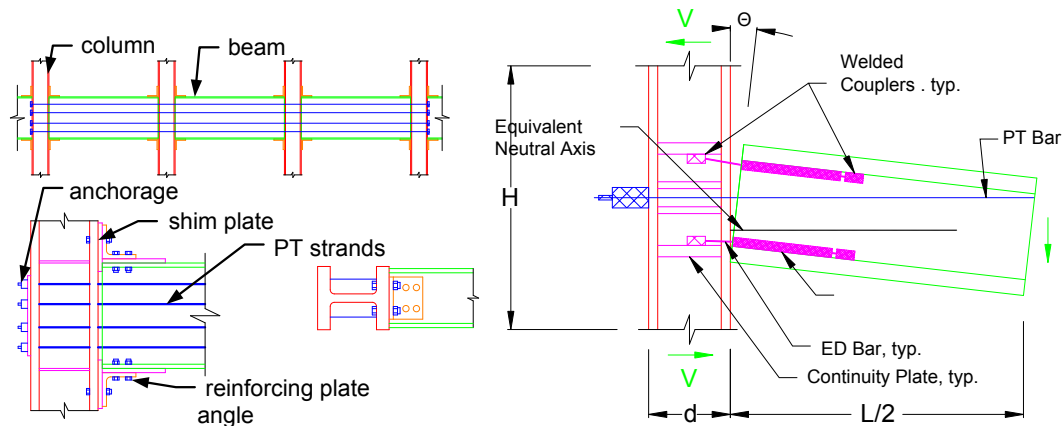 column
beam
anchorage
shim plate
PT strands
reinforcing plate
angle
V
Θ
Welded
Couplers . typ.
Equivalent
Neutral Axis
PT Bar
H
ED Bar, typ.
Continuity Plate, typ.
V
d
L/2